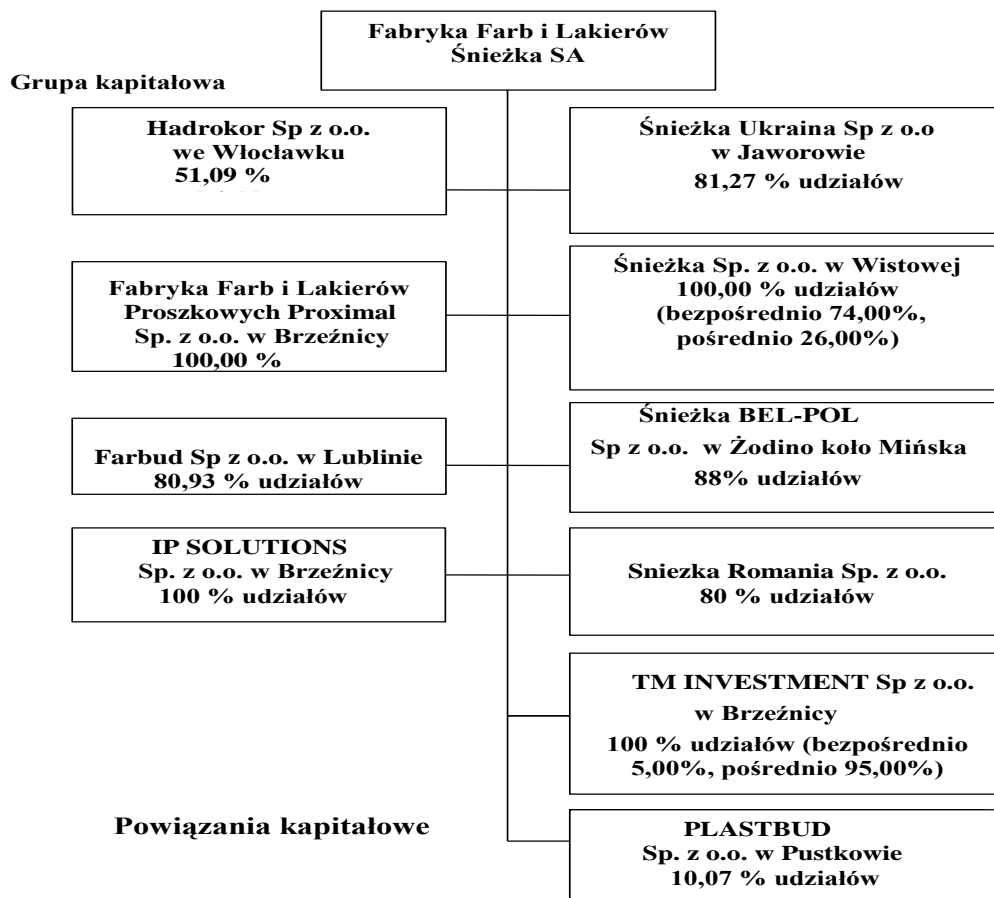 Fabryka Farb i Lakierów
Śnieżka SA
Grupa kapitałowa
Hadrokor Sp z o.o.
we Włocławku
51,09 %
Śnieżka Ukraina Sp z o.o
w Jaworowie
81,27 % udziałów
Fabryka Farb i Lakierów
Proszkowych Proximal
Sp. z o.o. w Brzeźnicy
100,00 %
Śnieżka Sp. z o.o. w Wistowej
100,00 % udziałów
(bezpośrednio 74,00%,
pośrednio 26,00%)
Farbud Sp z o.o. w Lublinie
80,93 % udziałów
Śnieżka BEL-POL
Sp z o.o. w Żodino koło Mińska
88% udziałów
IP SOLUTIONS
Sp. z o.o. w Brzeźnicy
100 % udziałów
Sniezka Romania Sp. z o.o.
80 % udziałów
TM INVESTMENT Sp z o.o.
w Brzeźnicy
100 % udziałów (bezpośrednio
5,00%, pośrednio 95,00%)
Powiązania kapitałowe
PLASTBUD
Sp. z o.o. w Pustkowie
10,07 % udziałów